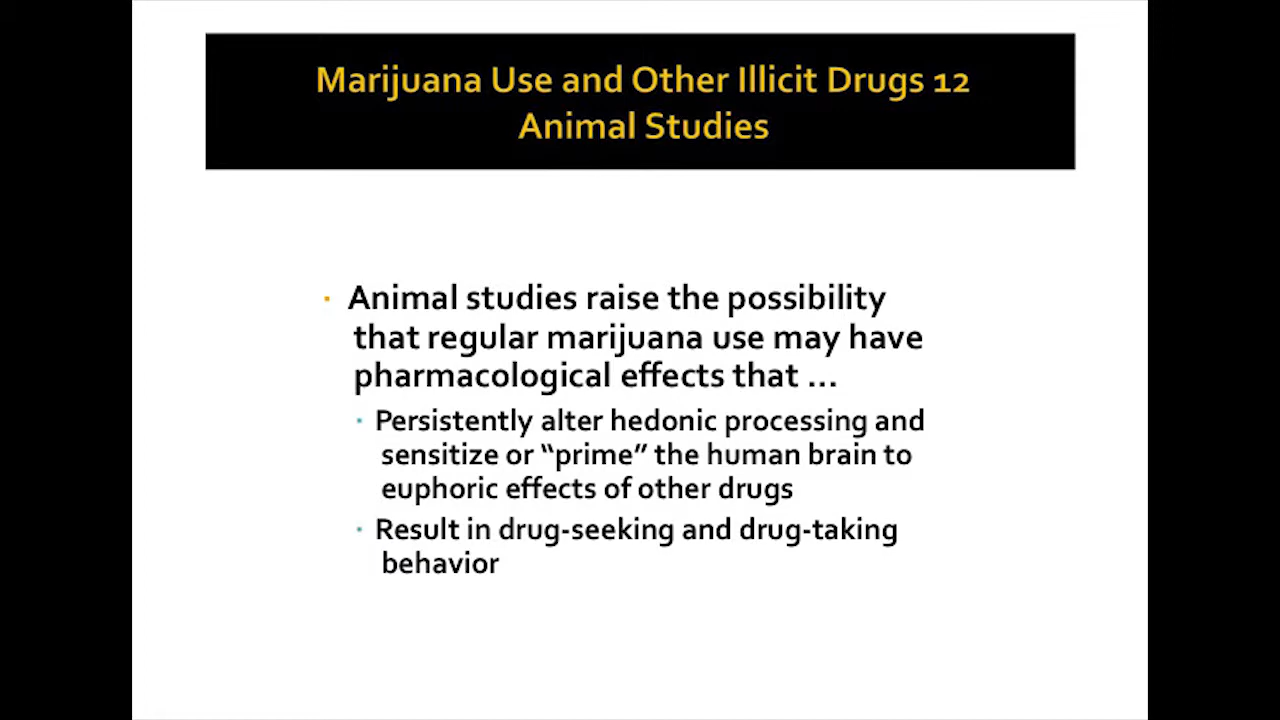 Marijuana Use and Other Illicit Drugs 12
Animal Studies
· Animal studies raise the possibility
that regular marijuana use may have
pharmacological effects that …
· Persistently alter hedonic processing and
sensitize or “prime” the human brain to
euphoric effects of other drugs
· Result in drug-seeking and drug-taking
behavior